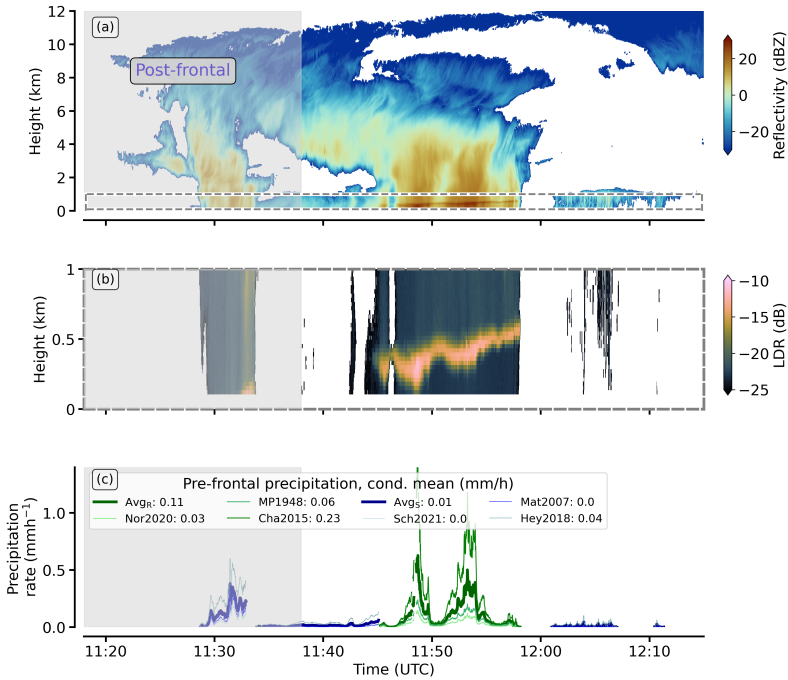 12
10
8
6
4
2
0
Height (km)
(a)
Post-frontal
20
0
−20
Reflectivity (dBZ)
1
0.5
0
Height (km)
(b)
−10
−15
−20
−25
LDR (dB)
1.0
0.5
0.0
Precipitation
rate (mmh⁻¹)
(c)
Pre-frontal precipitation, cond. mean (mm/h)
Avg_R: 0.11
MP1948: 0.06
Avg_S: 0.01
Mat2007: 0.0
Nor2020: 0.03
Cha2015: 0.23
Sch2021: 0.0
Hey2018: 0.04
11:20
11:30
11:40
11:50
12:00
12:10
Time (UTC)